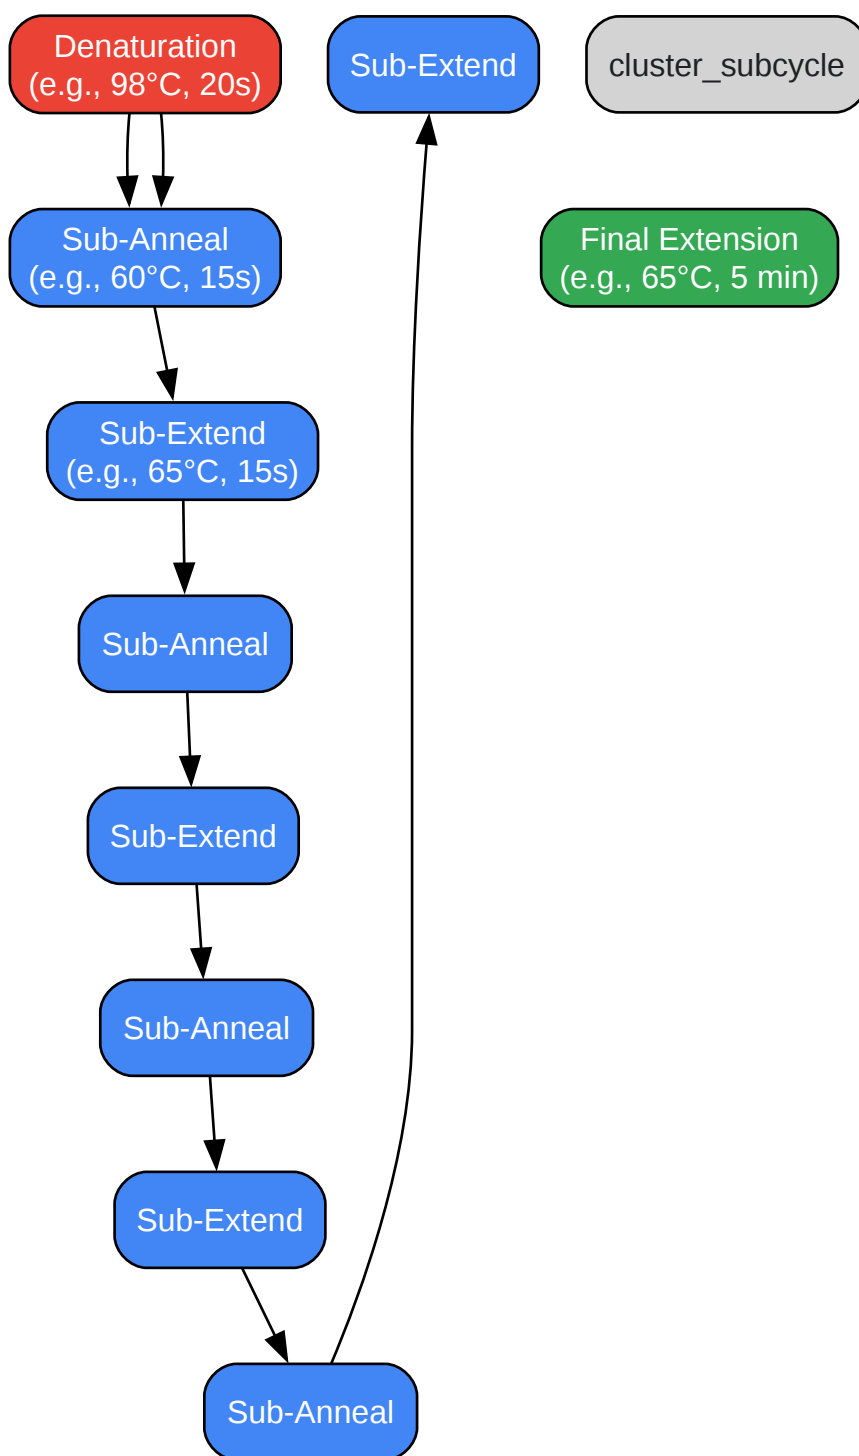 Denaturation
(e.g., 98°C, 20s)
Sub-Extend
cluster_subcycle
Sub-Anneal
(e.g., 60°C, 15s)
Final Extension
(e.g., 65°C, 5 min)
Sub-Extend
(e.g., 65°C, 15s)
Sub-Anneal
Sub-Extend
Sub-Anneal
Sub-Extend
Sub-Anneal